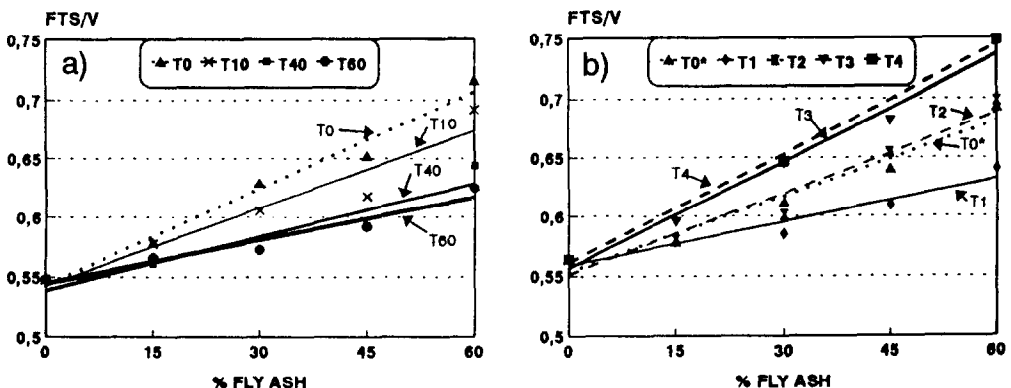 FTS/V
0,75
0,7
0,65
0,6
0,55
0,5
a)
T0 T10 T40 T60
T0
T10
T40
T60
0 15 30 45 60
% FLY ASH
FTS/V
0,75
0,7
0,65
0,6
0,55
0,5
b)
T0* T1 T2 T3 T4
T3
T2
T4
T0*
T1
0 15 30 45 60
% FLY ASH